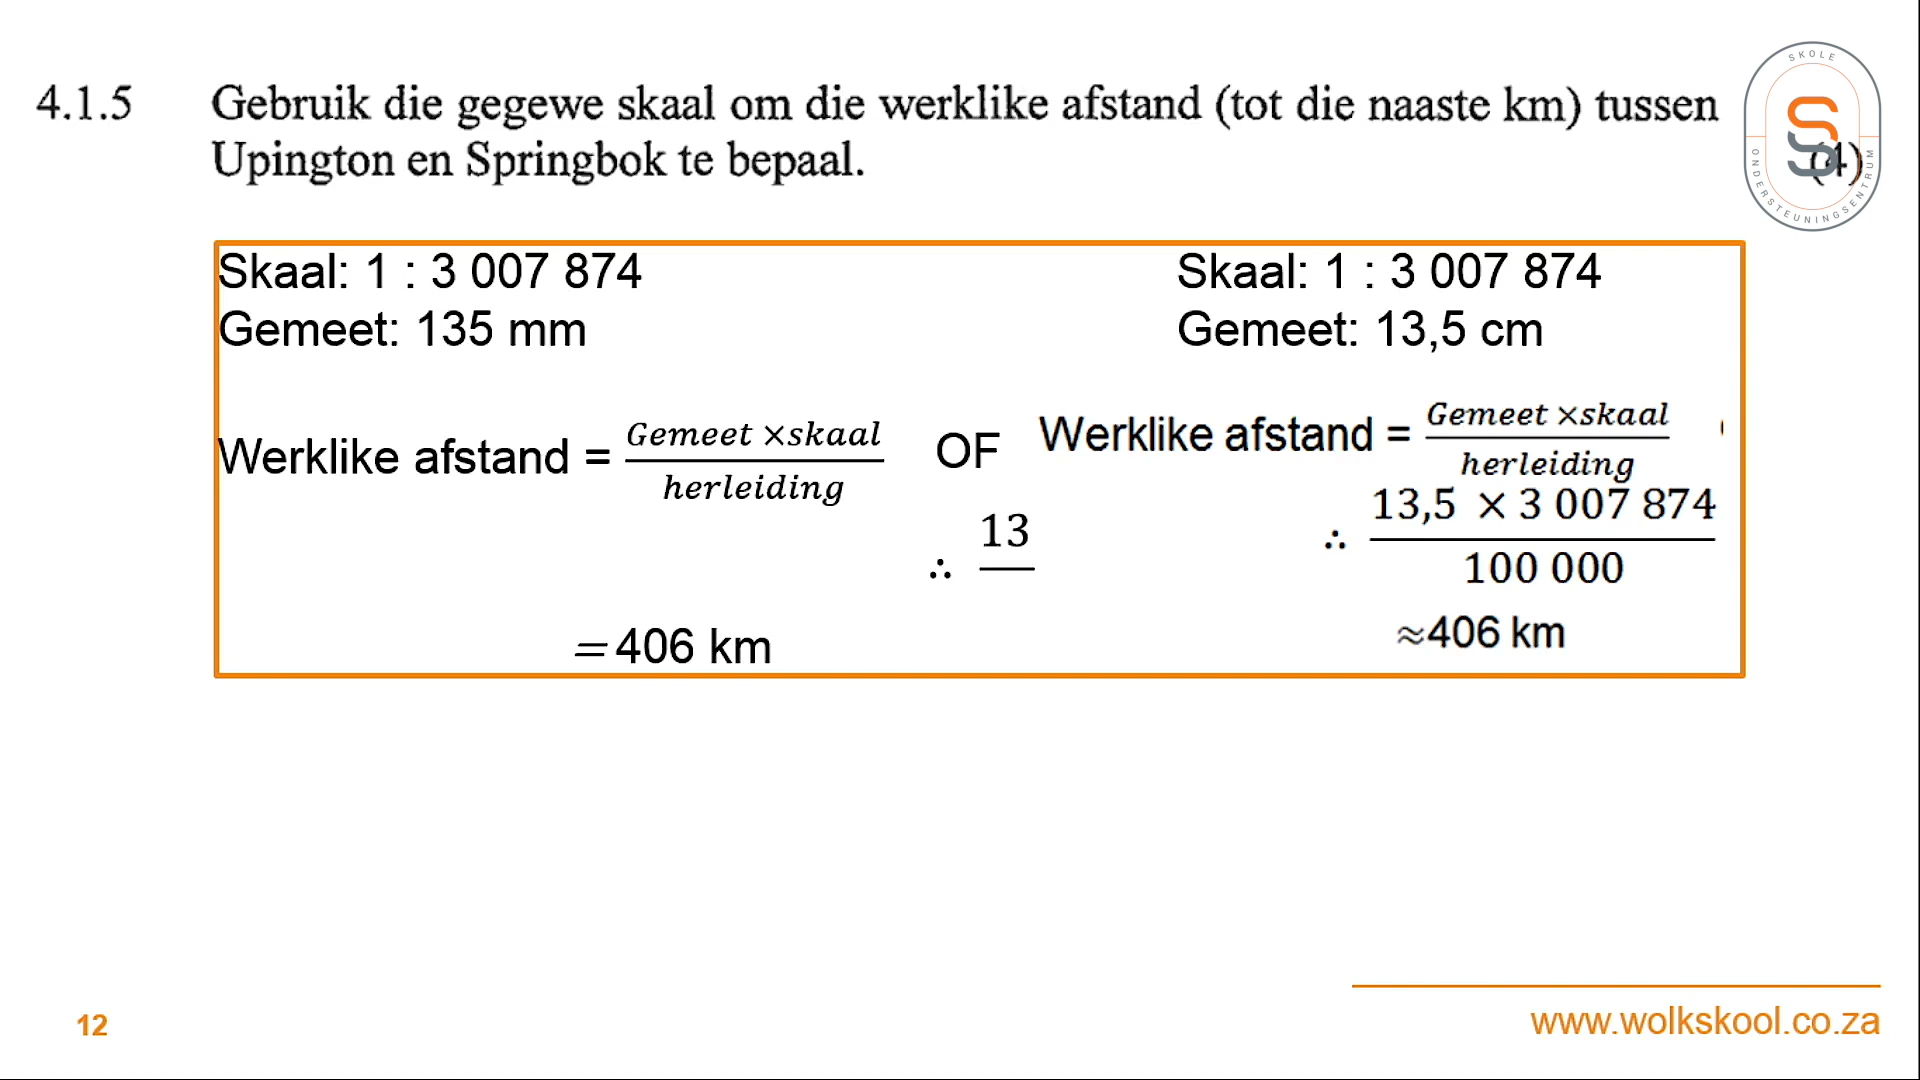 4.1.5 Gebruik die gegewe skaal om die werklike afstand (tot die naaste km) tussen
Upington en Springbok te bepaal. (4)
SKOLE
ONDERSTEUNINGSENTRUM
Skaal: 1 : 3 007 874
Gemeet: 135 mm
Werklike afstand = Gemeet ×skaal / herleiding
OF
∴ 13
= 406 km
Skaal: 1 : 3 007 874
Gemeet: 13,5 cm
Werklike afstand = Gemeet ×skaal / herleiding
∴ 13,5 × 3 007 874 / 100 000
≈406 km
12
www.wolkskool.co.za